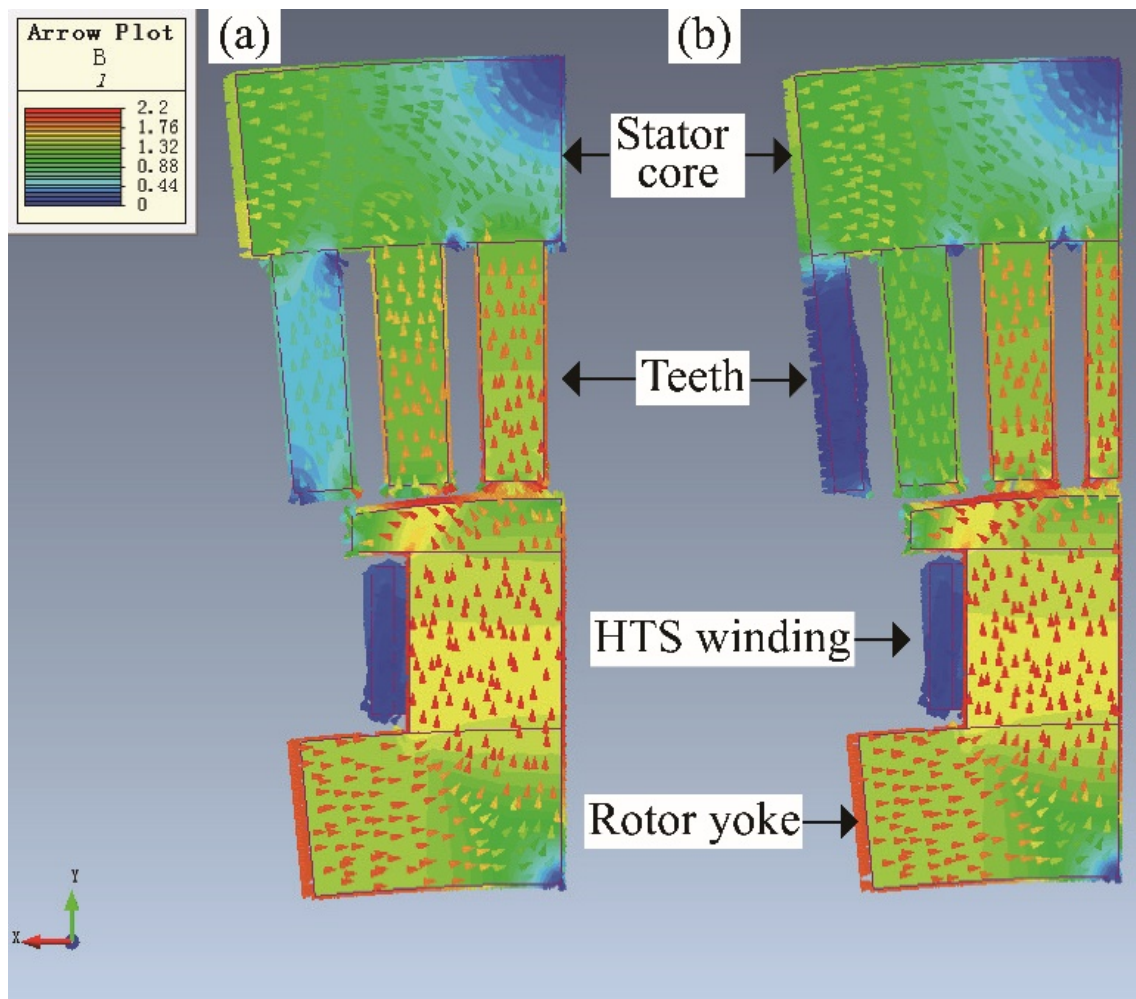 Arrow Plot
B
1
2.2
1.76
1.32
0.88
0.44
0
(a)
(b)
Stator
core
Teeth
HTS winding
Rotor yoke
Y
X